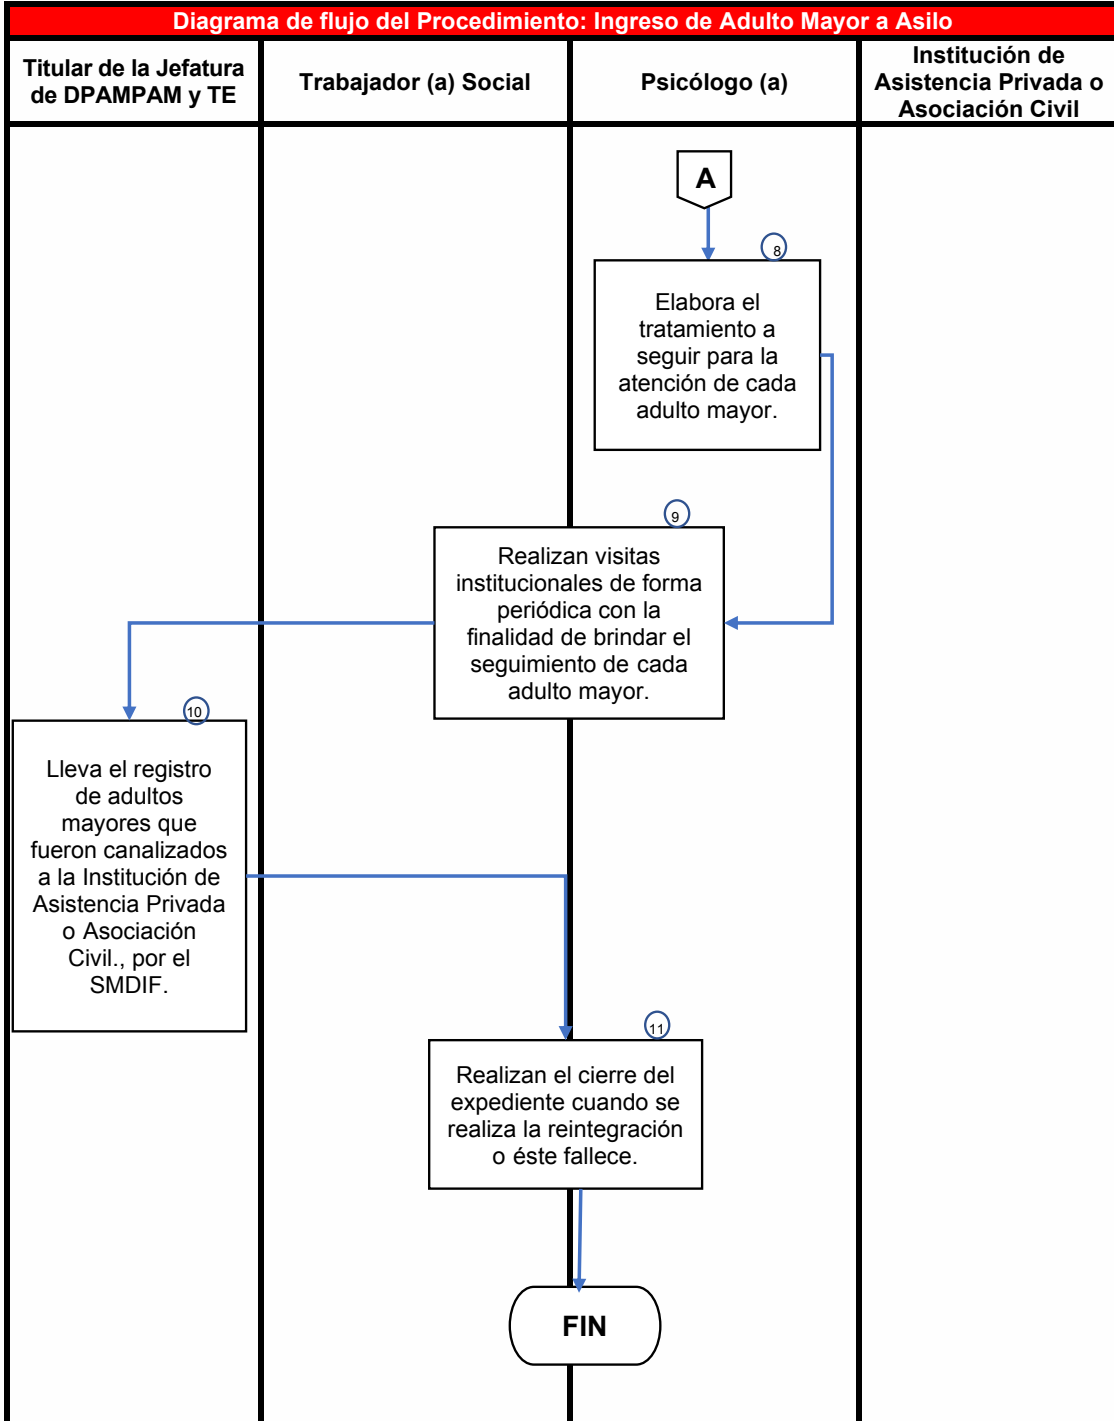 Diagrama de flujo del Procedimiento: Ingreso de Adulto Mayor a Asilo
Titular de la Jefatura
de DPAMPAM y TE
Trabajador (a) Social
Psicólogo (a)
Institución de
Asistencia Privada o
Asociación Civil
A
8
Elabora el
tratamiento a
seguir para la
atención de cada
adulto mayor.
9
Realizan visitas
institucionales de forma
periódica con la
finalidad de brindar el
seguimiento de cada
adulto mayor.
10
Lleva el registro
de adultos
mayores que
fueron canalizados
a la Institución de
Asistencia Privada
o Asociación
Civil., por el
SMDIF.
11
Realizan el cierre del
expediente cuando se
realiza la reintegración
o éste fallece.
FIN